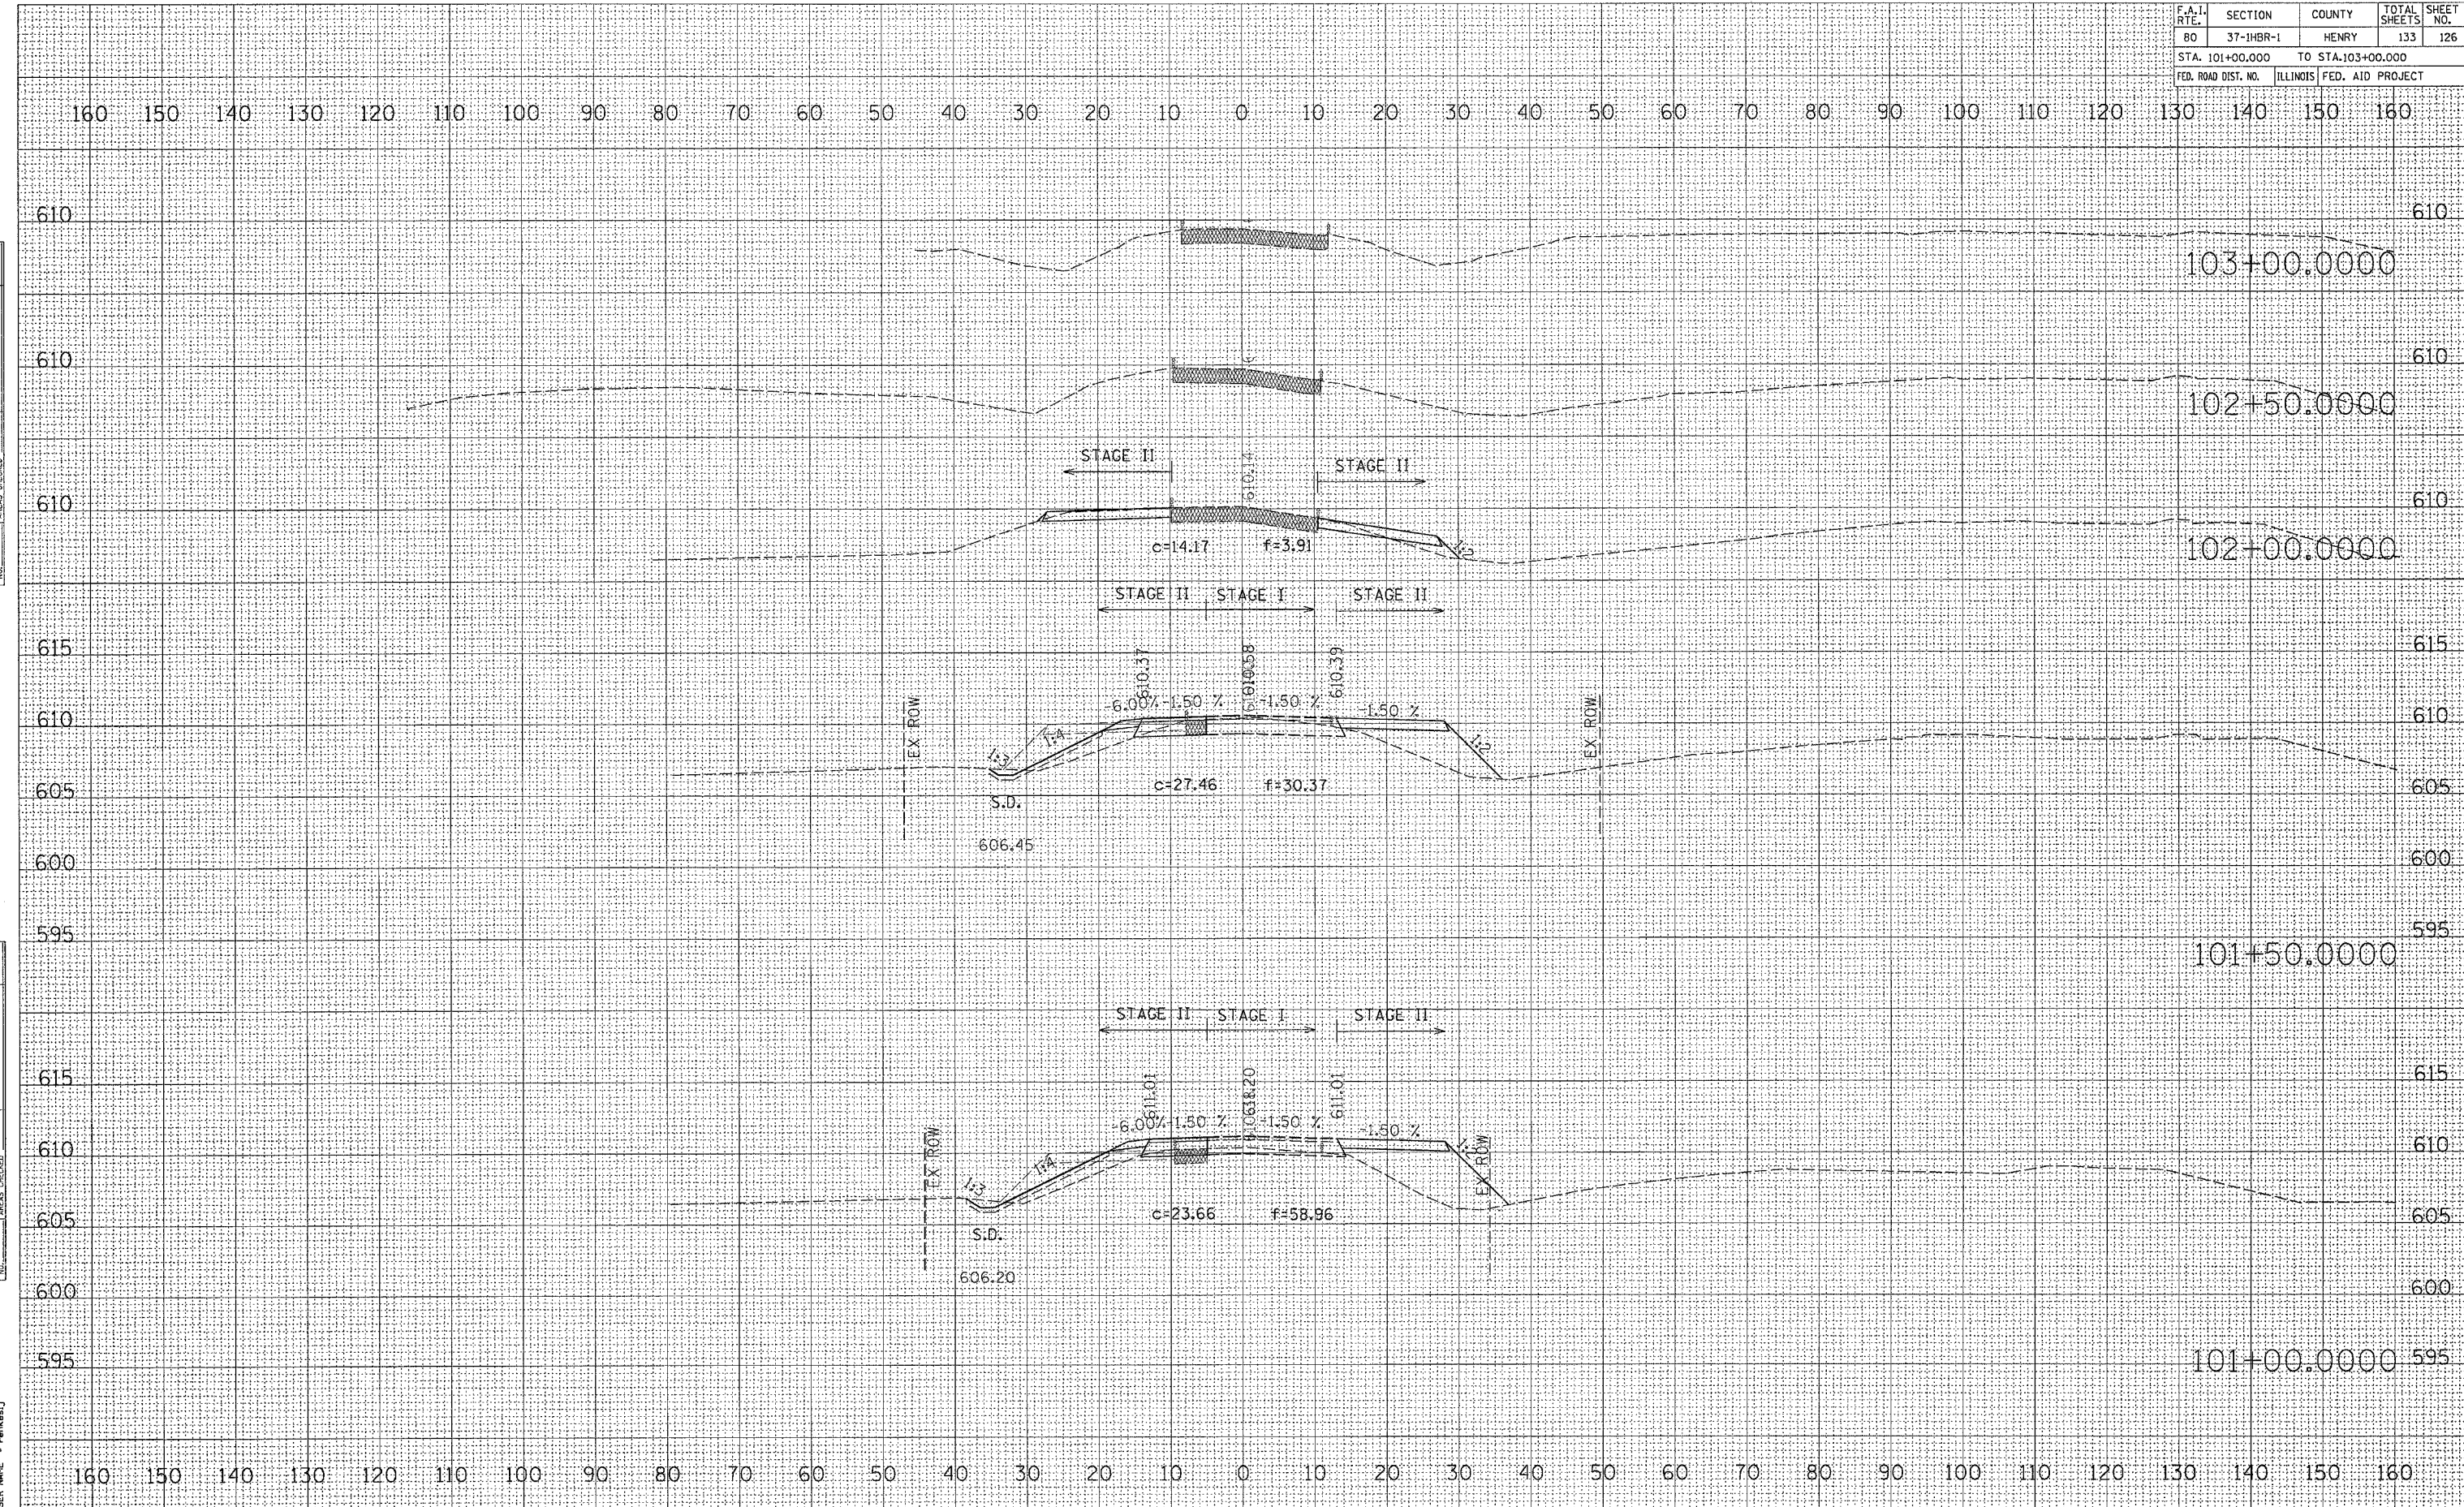 F.A.I. RTE. SECTION COUNTY TOTAL SHEETS SHEET NO.
80 37-1HBR-1 HENRY 133 126
STA. 101+00.000 TO STA.103+00.000
FED. ROAD DIST. NO. ILLINOIS FED. AID PROJECT
160 150 140 130 120 110 100 90 80 70 60 50 40 30 20 10 0 10 20 30 40 50 60 70 80 90 100 110 120 130 140 150 160
610 610
103+00.0000
610 610
102+50.0000
STAGE II STAGE II
610.14
610 610
c=14.17 f=3.91 1:2
102+00.0000
STAGE II STAGE I STAGE II
615 615
610.37 610.39
-6.00% -1.50 % -1.50 % -1.50 %
610 610
EX ROW EX ROW
1:3 1:4 1:2
c=27.46 f=30.37
605 605
S.D.
606.45
600 600
595 595
101+50.0000
STAGE II STAGE I STAGE II
615 615
611.01 611.01
-6.00% -1.50 % -1.50 % -1.50 %
610 610
EX ROW EX ROW
1:3 1:4
c=23.66 f=58.96
605 605
S.D.
606.20
600 600
595 595
101+00.0000
160 150 140 130 120 110 100 90 80 70 60 50 40 30 20 10 0 10 20 30 40 50 60 70 80 90 100 110 120 130 140 150 160